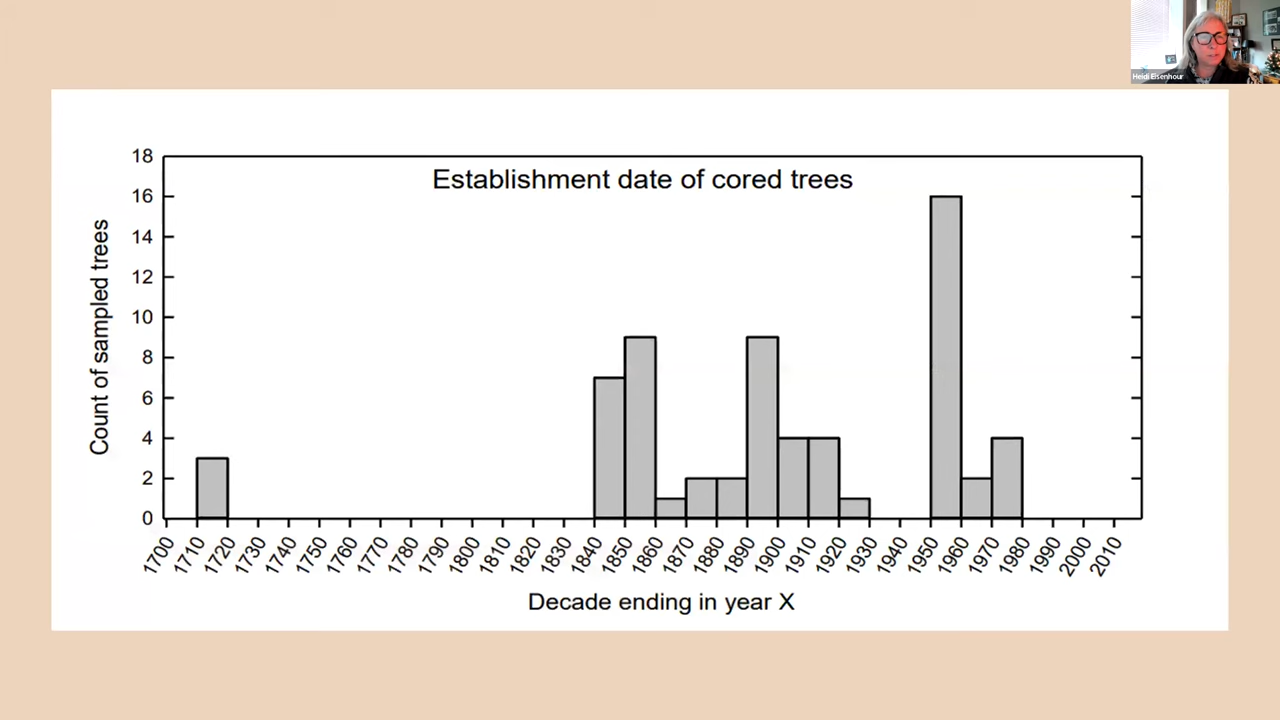 Heidi Eisenhour
Establishment date of cored trees
Count of sampled trees
18
16
14
12
10
8
6
4
2
0
1700 1710 1720 1730 1740 1750 1760 1770 1780 1790 1800 1810 1820 1830 1840 1850 1860 1870 1880 1890 1900 1910 1920 1930 1940 1950 1960 1970 1980 1990 2000 2010
Decade ending in year X